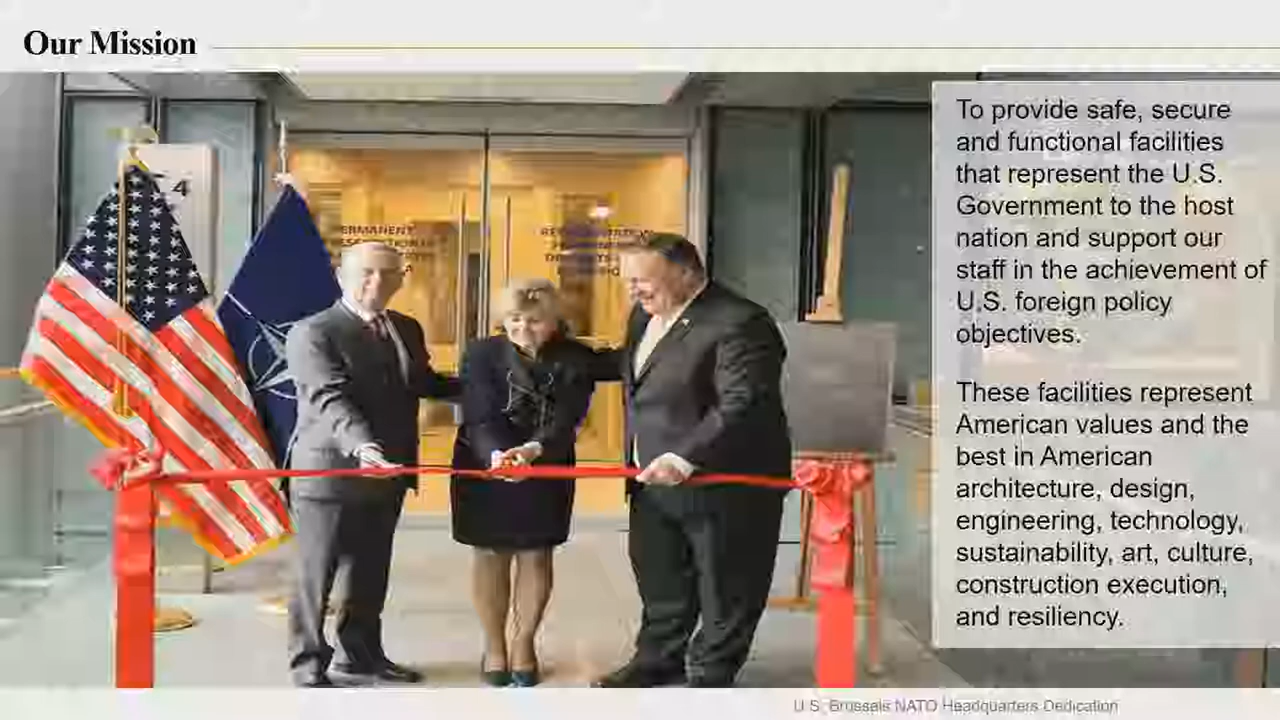 Our Mission
To provide safe, secure
and functional facilities
that represent the U.S.
Government to the host
nation and support our
staff in the achievement of
U.S. foreign policy
objectives.
These facilities represent
American values and the
best in American
architecture, design,
engineering, technology,
sustainability, art, culture,
construction execution,
and resiliency.
4
U.S. Brussels NATO Headquarters Dedication